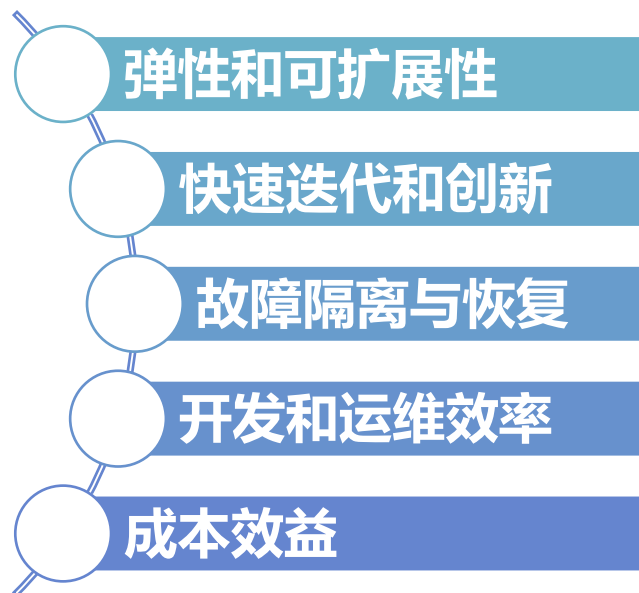 弹性和可扩展性
快速迭代和创新
故障隔离与恢复
开发和运维效率
成本效益